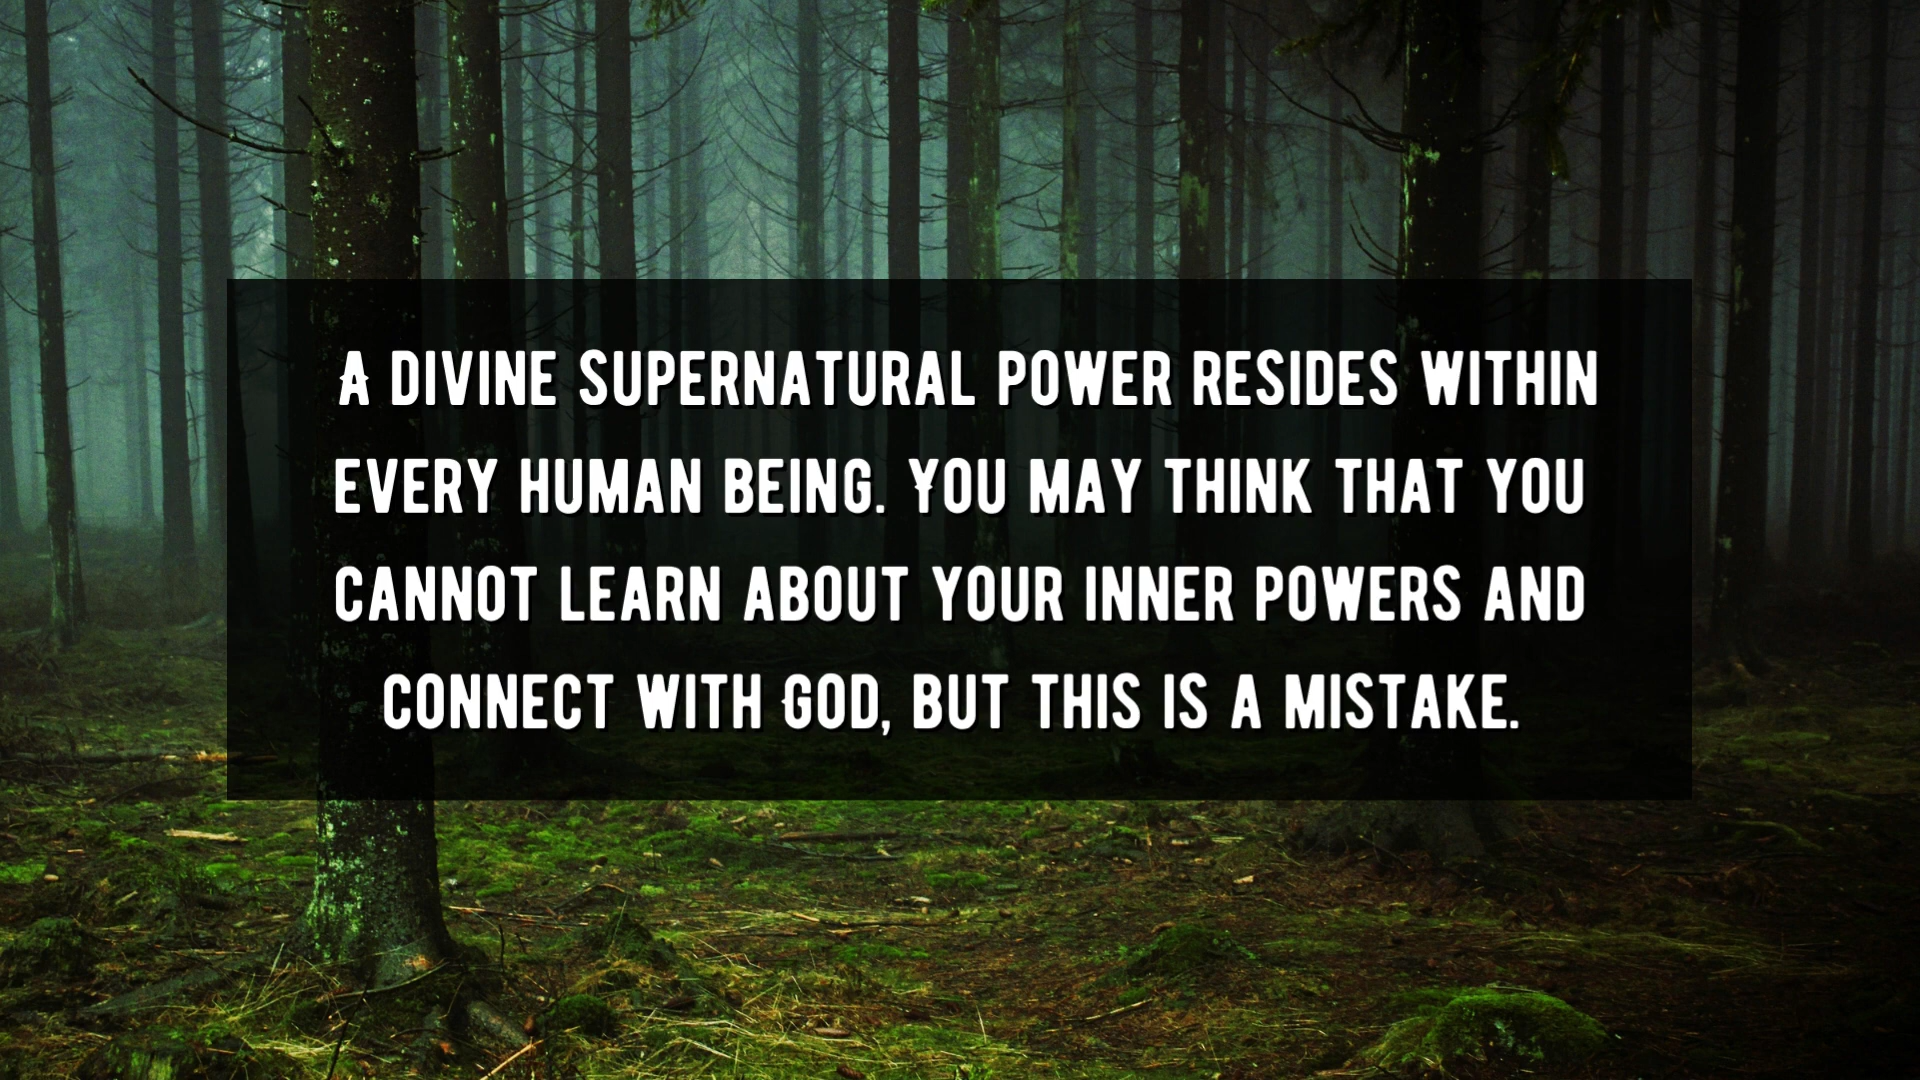 A DIVINE SUPERNATURAL POWER RESIDES WITHIN
EVERY HUMAN BEING. YOU MAY THINK THAT YOU
CANNOT LEARN ABOUT YOUR INNER POWERS AND
CONNECT WITH GOD, BUT THIS IS A MISTAKE.